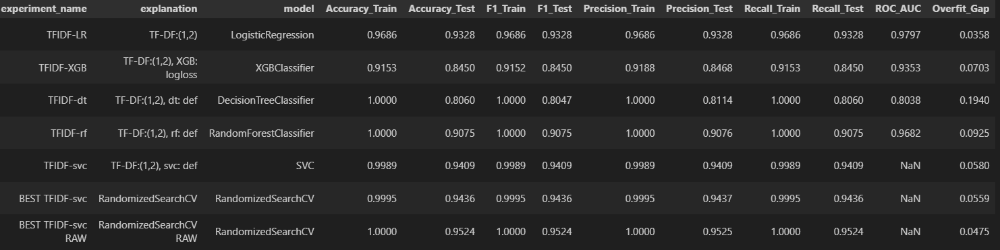 experiment_name explanation model Accuracy_Train Accuracy_Test F1_Train F1_Test Precision_Train Precision_Test Recall_Train Recall_Test ROC_AUC Overfit_Gap
TFIDF-LR TF-DF:(1,2) LogisticRegression 0.9686 0.9328 0.9686 0.9328 0.9686 0.9328 0.9686 0.9328 0.9797 0.0358
TFIDF-XGB TF-DF:(1,2), XGB: XGBClassifier 0.9153 0.8450 0.9152 0.8450 0.9188 0.8468 0.9153 0.8450 0.9353 0.0703
logloss
TFIDF-dt TF-DF:(1,2), dt: def DecisionTreeClassifier 1.0000 0.8060 1.0000 0.8047 1.0000 0.8114 1.0000 0.8060 0.8038 0.1940
TFIDF-rf TF-DF:(1,2), rf: def RandomForestClassifier 1.0000 0.9075 1.0000 0.9075 1.0000 0.9076 1.0000 0.9075 0.9682 0.0925
TFIDF-svc TF-DF:(1,2), svc: def SVC 0.9989 0.9409 0.9989 0.9409 0.9989 0.9409 0.9989 0.9409 NaN 0.0580
BEST TFIDF-svc RandomizedSearchCV RandomizedSearchCV 0.9995 0.9436 0.9995 0.9436 0.9995 0.9437 0.9995 0.9436 NaN 0.0559
BEST TFIDF-svc RandomizedSearchCV RandomizedSearchCV 1.0000 0.9524 1.0000 0.9524 1.0000 0.9525 1.0000 0.9524 NaN 0.0475
RAW RAW